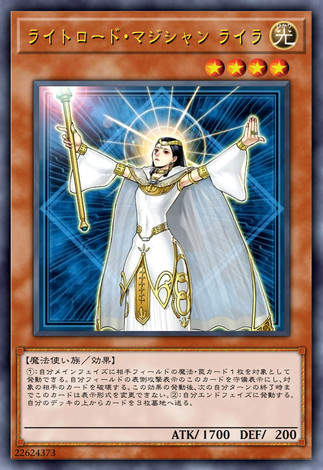 ライトロード・マジシャン ライラ
光
【魔法使い族／効果】
①:自分メインフェイズに相手フィールドの魔法・罠カード１枚を対象として
発動できる。自分フィールドの表側攻撃表示のこのカードを守備表示にし、対
象の相手のカードを破壊する。この効果の発動後、次の自分ターンの終了時ま
でこのカードは表示形式を変更できない。②:自分エンドフェイズに発動する。
自分のデッキの上からカードを３枚墓地へ送る。
ATK/ 1700 DEF/ 200
22624373